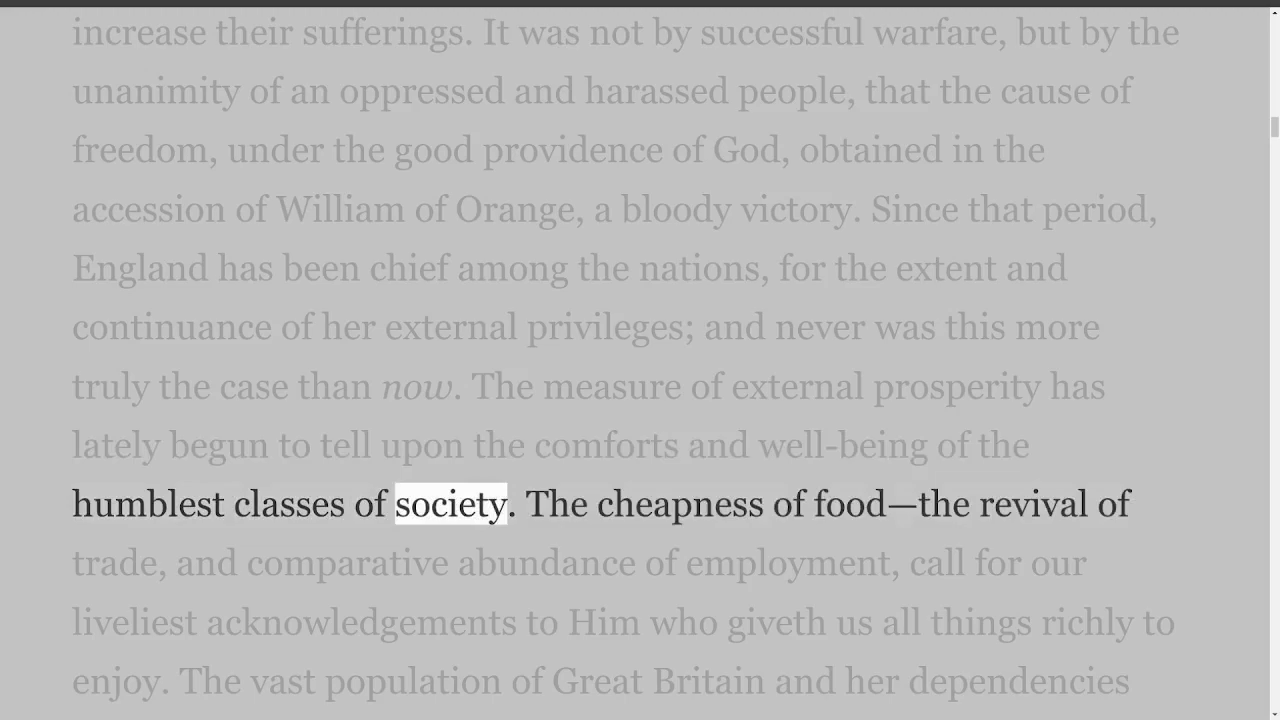 increase their sufferings. It was not by successful warfare, but by the
unanimity of an oppressed and harassed people, that the cause of
freedom, under the good providence of God, obtained in the
accession of William of Orange, a bloody victory. Since that period,
England has been chief among the nations, for the extent and
continuance of her external privileges; and never was this more
truly the case than now. The measure of external prosperity has
lately begun to tell upon the comforts and well-being of the
humblest classes of society. The cheapness of food—the revival of
trade, and comparative abundance of employment, call for our
liveliest acknowledgements to Him who giveth us all things richly to
enjoy. The vast population of Great Britain and her dependencies